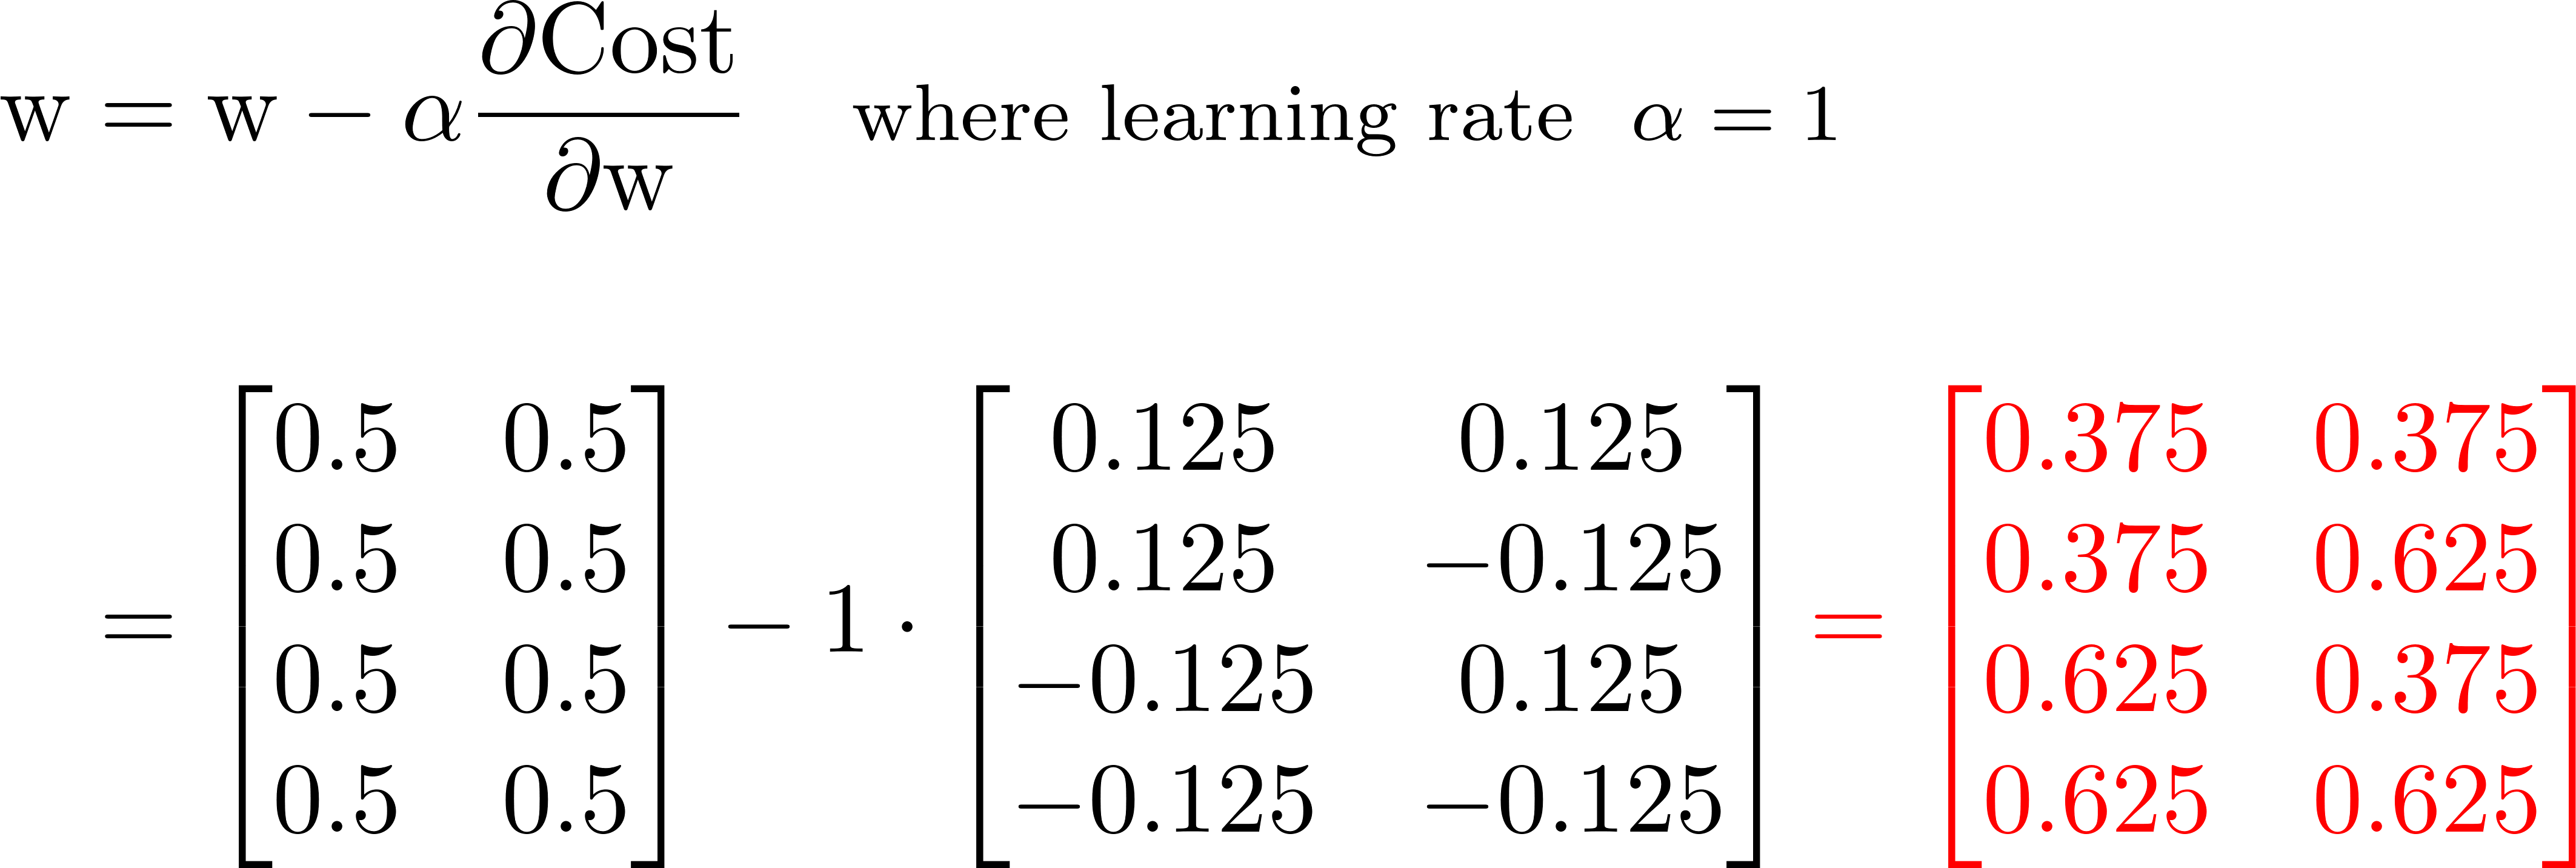 w = w − α ∂Cost/∂w where learning rate α = 1
= [0.5 0.5; 0.5 0.5; 0.5 0.5; 0.5 0.5] − 1 · [0.125 0.125; 0.125 −0.125; −0.125 0.125; −0.125 −0.125] = [0.375 0.375; 0.375 0.625; 0.625 0.375; 0.625 0.625]